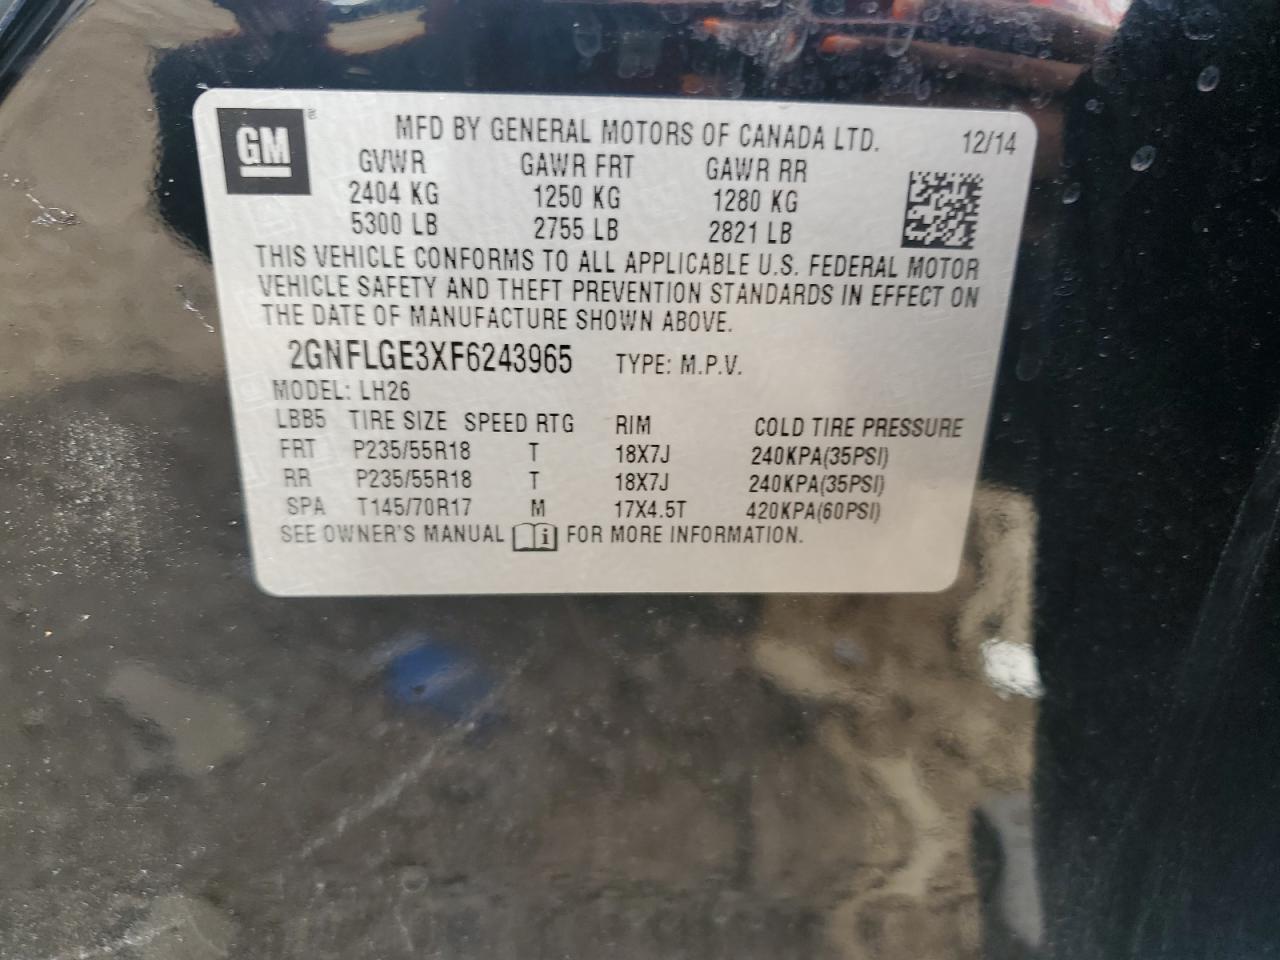 GM
MFD BY GENERAL MOTORS OF CANADA LTD. 12/14
GVWR GAWR FRT GAWR RR
2404 KG 1250 KG 1280 KG
5300 LB 2755 LB 2821 LB
THIS VEHICLE CONFORMS TO ALL APPLICABLE U.S. FEDERAL MOTOR
VEHICLE SAFETY AND THEFT PREVENTION STANDARDS IN EFFECT ON
THE DATE OF MANUFACTURE SHOWN ABOVE.
2GNFLGE3XF6243965 TYPE: M.P.V.
MODEL: LH26
LBB5 TIRE SIZE SPEED RTG RIM COLD TIRE PRESSURE
FRT P235/55R18 T 18X7J 240KPA(35PSI)
RR P235/55R18 T 18X7J 240KPA(35PSI)
SPA T145/70R17 M 17X4.5T 420KPA(60PSI)
SEE OWNER'S MANUAL FOR MORE INFORMATION.